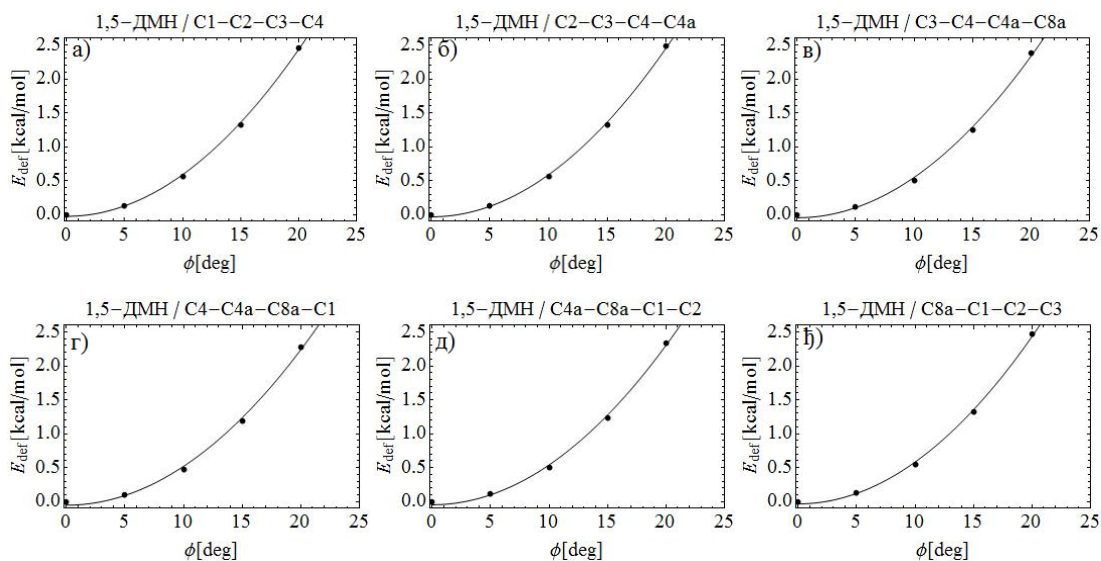 1,5−ДМН / C1−C2−C3−C4
а)
2.5
2.0
1.5
1.0
0.5
0.0
E_def[kcal/mol]
0 5 10 15 20 25
ϕ[deg]
1,5−ДМН / C2−C3−C4−C4a
б)
2.5
2.0
1.5
1.0
0.5
0.0
E_def[kcal/mol]
0 5 10 15 20 25
ϕ[deg]
1,5−ДМН / C3−C4−C4a−C8a
в)
2.5
2.0
1.5
1.0
0.5
0.0
E_def[kcal/mol]
0 5 10 15 20 25
ϕ[deg]
1,5−ДМН / C4−C4a−C8a−C1
г)
2.5
2.0
1.5
1.0
0.5
0.0
E_def[kcal/mol]
0 5 10 15 20 25
ϕ[deg]
1,5−ДМН / C4a−C8a−C1−C2
д)
2.5
2.0
1.5
1.0
0.5
0.0
E_def[kcal/mol]
0 5 10 15 20 25
ϕ[deg]
1,5−ДМН / C8a−C1−C2−C3
ђ)
2.5
2.0
1.5
1.0
0.5
0.0
E_def[kcal/mol]
0 5 10 15 20 25
ϕ[deg]